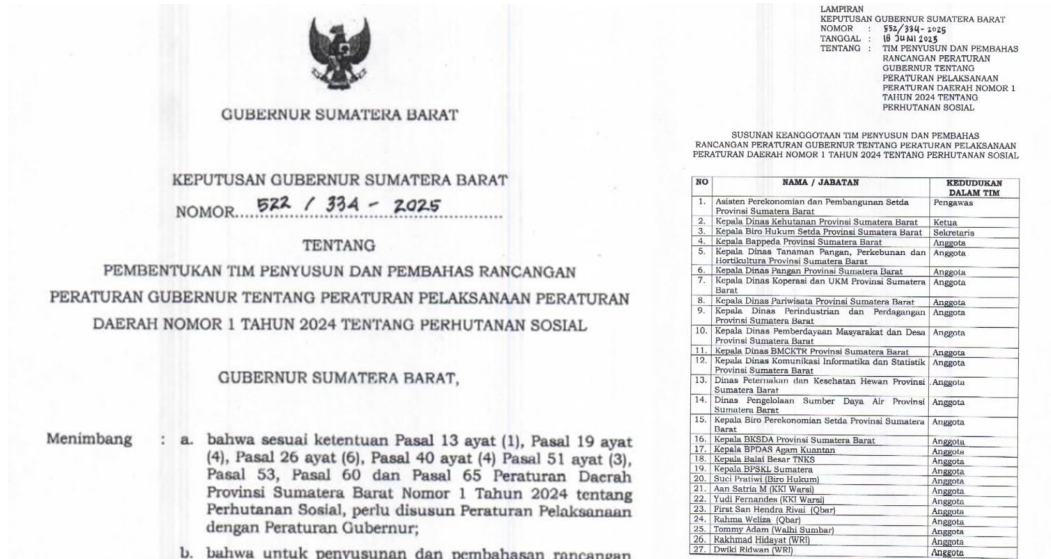 GUBERNUR SUMATERA BARAT
KEPUTUSAN GUBERNUR SUMATERA BARAT
NOMOR....522 / 334 - 2025
TENTANG
PEMBENTUKAN TIM PENYUSUN DAN PEMBAHAS RANCANGAN
PERATURAN GUBERNUR TENTANG PERATURAN PELAKSANAAN PERATURAN
DAERAH NOMOR 1 TAHUN 2024 TENTANG PERHUTANAN SOSIAL
GUBERNUR SUMATERA BARAT,
Menimbang : a. bahwa sesuai ketentuan Pasal 13 ayat (1), Pasal 19 ayat
(4), Pasal 26 ayat (6), Pasal 40 ayat (4) Pasal 51 ayat (3),
Pasal 53, Pasal 60 dan Pasal 65 Peraturan Daerah
Provinsi Sumatera Barat Nomor 1 Tahun 2024 tentang
Perhutanan Sosial, perlu disusun Peraturan Pelaksanaan
dengan Peraturan Gubernur;
b. bahwa untuk penyusunan dan pembahasan rancangan
LAMPIRAN
KEPUTUSAN GUBERNUR SUMATERA BARAT
NOMOR : 552/334-2025
TANGGAL : 18 JUNI 2025
TENTANG : TIM PENYUSUN DAN PEMBAHAS
RANCANGAN PERATURAN
GUBERNUR TENTANG
PERATURAN PELAKSANAAN
PERATURAN DAERAH NOMOR 1
TAHUN 2024 TENTANG
PERHUTANAN SOSIAL
SUSUNAN KEANGGOTAAN TIM PENYUSUN DAN PEMBAHAS
RANCANGAN PERATURAN GUBERNUR TENTANG PERATURAN PELAKSANAAN
PERATURAN DAERAH NOMOR 1 TAHUN 2024 TENTANG PERHUTANAN SOSIAL
NO NAMA / JABATAN KEDUDUKAN
DALAM TIM
1. Asisten Perekonomian dan Pembangunan Setda Pengawas
Provinsi Sumatera Barat
2. Kepala Dinas Kehutanan Provinsi Sumatera Barat Ketua
3. Kepala Biro Hukum Setda Provinsi Sumatera Barat Sekretaris
4. Kepala Bappeda Provinsi Sumatera Barat Anggota
5. Kepala Dinas Tanaman Pangan, Perkebunan dan Anggota
Hortikultura Provinsi Sumatera Barat
6. Kepala Dinas Pangan Provinsi Sumatera Barat Anggota
7. Kepala Dinas Koperasi dan UKM Provinsi Sumatera Anggota
Barat
8. Kepala Dinas Pariwisata Provinsi Sumatera Barat Anggota
9. Kepala Dinas Perindustrian dan Perdagangan Anggota
Provinsi Sumatera Barat
10. Kepala Dinas Pemberdayaan Masyarakat dan Desa Anggota
Provinsi Sumatera Barat
11. Kepala Dinas BMCKTR Provinsi Sumatera Barat Anggota
12. Kepala Dinas Komunikasi Informatika dan Statistik Anggota
Provinsi Sumatera Barat
13. Dinas Peternakan dan Kesehatan Hewan Provinsi Anggota
Sumatera Barat
14. Dinas Pengelolaan Sumber Daya Air Provinsi Anggota
Sumatera Barat
15. Kepala Biro Perekonomian Setda Provinsi Sumatera Anggota
Barat
16. Kepala BKSDA Provinsi Sumatera Barat Anggota
17. Kepala BPDAS Agam Kuantan Anggota
18. Kepala Balai Besar TNKS Anggota
19. Kepala BPSKL Sumatera Anggota
20. Suci Pratiwi (Biro Hukum) Anggota
21. Aan Satria M (KKI Warsi) Anggota
22. Yudi Fernandes (KKI Warsi) Anggota
23. First San Hendra Rivai (Qbar) Anggota
24. Rahma Weliza (Qbar) Anggota
25. Tommy Adam (Walhi Sumbar) Anggota
26. Rakhmad Hidayat (WRI) Anggota
27. Dwiki Ridwan (WRI) Anggota